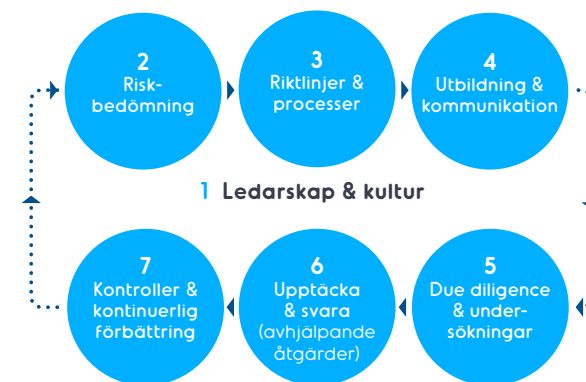 2
Risk-
bedömning
3
Riktlinjer &
processer
4
Utbildning &
kommunikation
1 Ledarskap & kultur
7
Kontroller &
kontinuerlig
förbättring
6
Upptäcka
& svara
(avhjälpande
åtgärder)
5
Due diligence
& under-
sökningar